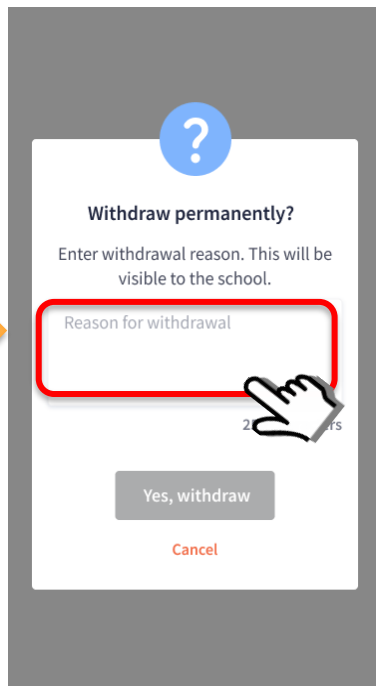 ?
Withdraw permanently?
Enter withdrawal reason. This will be
visible to the school.
Reason for withdrawal
Yes, withdraw
Cancel